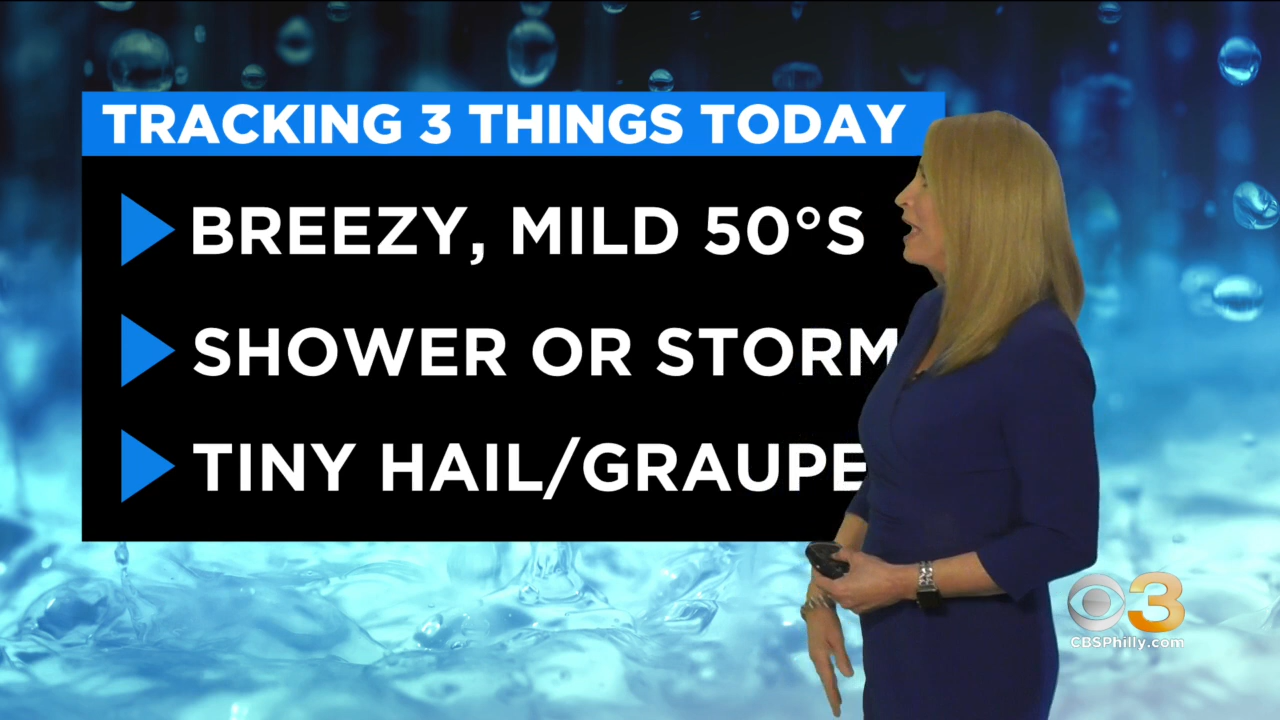 TRACKING 3 THINGS TODAY
BREEZY, MILD 50°S
SHOWER OR STORM
TINY HAIL/GRAUPE
3
CBSPhilly.com